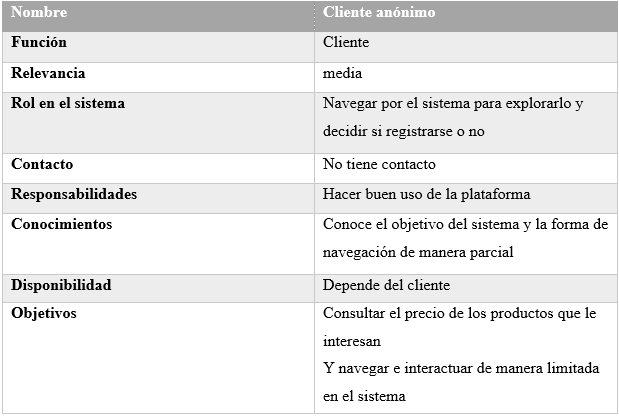 Nombre Cliente anónimo
Función Cliente
Relevancia media
Rol en el sistema Navegar por el sistema para explorarlo y
decidir si registrarse o no
Contacto No tiene contacto
Responsabilidades Hacer buen uso de la plataforma
Conocimientos Conoce el objetivo del sistema y la forma de
navegación de manera parcial
Disponibilidad Depende del cliente
Objetivos Consultar el precio de los productos que le
interesan
Y navegar e interactuar de manera limitada
en el sistema